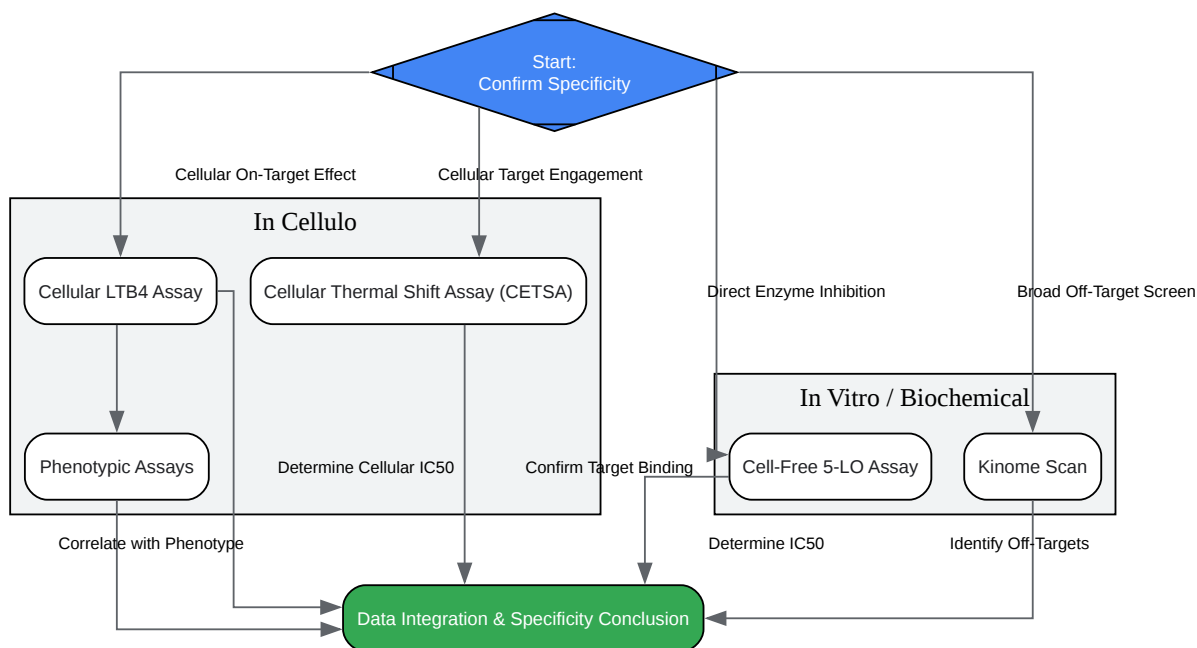 Start:
Confirm Specificity
Cellular On-Target Effect
Cellular Target Engagement
In Cellulo
Cellular LTB4 Assay
Cellular Thermal Shift Assay (CETSA)
Direct Enzyme Inhibition
Broad Off-Target Screen
In Vitro / Biochemical
Phenotypic Assays
Determine Cellular IC50
Confirm Target Binding
Cell-Free 5-LO Assay
Kinome Scan
Correlate with Phenotype
Determine IC50
Identify Off-Targets
Data Integration & Specificity Conclusion